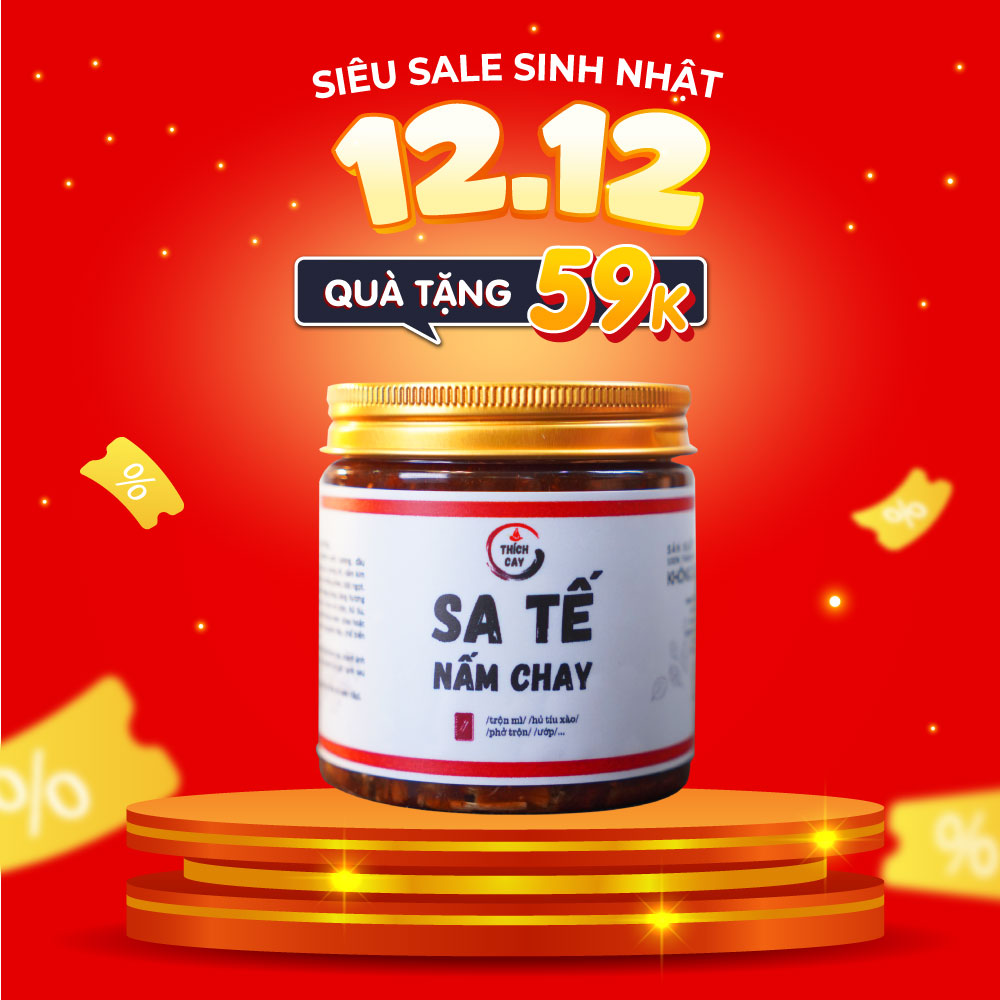 SIÊU SALE SINH NHẬT
12.12
QUÀ TẶNG 59K
THÍCH
CAY
SA TẾ
NẤM CHAY
/trộn mì/ /hủ tíu xào/
/phở trộn/ /ướp/...
%
%
%
%